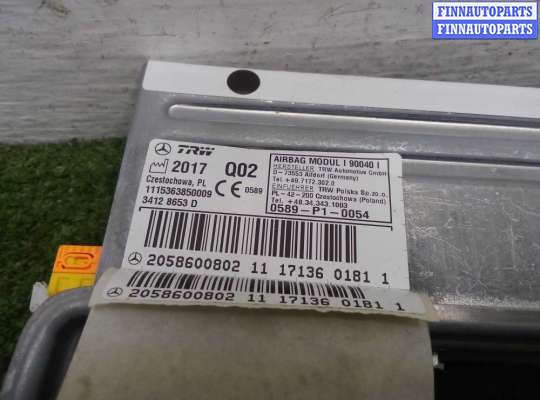 FINNAUTOPARTS
FINNAUTOPARTS
TRW
2017 Q02
Czestochowa, PL
1115363850009
3412 8653 D
CE 0589
AIRBAG MODUL I 90040 I
HERSTELLER TRW Automotive GmbH
D-73553 Alfdorf (Germany)
Tel.+49.7172.302.0
EINFUEHRER TRW Polska Sp.zo.o.
PL-42-200 Czestochowa (Poland)
Tel.+48.34.343.1003
0589-P1-0054
2058600802 11 17136 0181 1
2058600802 11 17136 0181 1